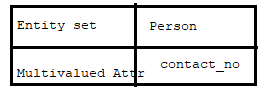 Entity set Person
Multivalued Attr contact_no